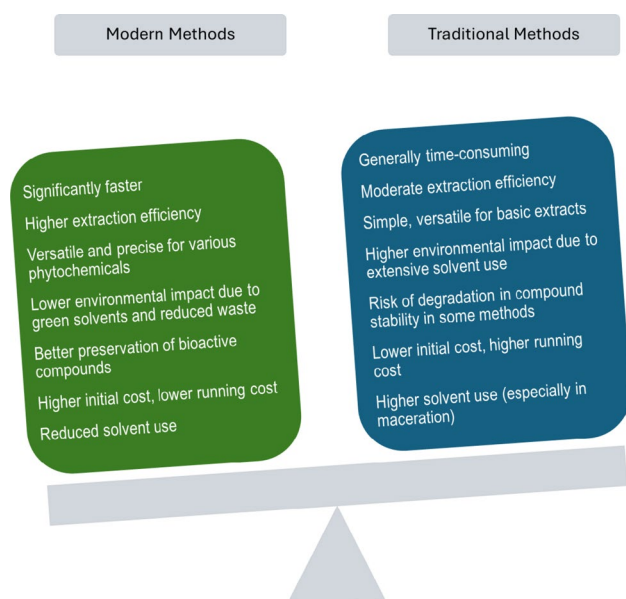 Modern Methods
Traditional Methods
Significantly faster
Higher extraction efficiency
Versatile and precise for various
phytochemicals
Lower environmental impact due to
green solvents and reduced waste
Better preservation of bioactive
compounds
Higher initial cost, lower running cost
Reduced solvent use
Generally time-consuming
Moderate extraction efficiency
Simple, versatile for basic extracts
Higher environmental impact due to
extensive solvent use
Risk of degradation in compound
stability in some methods
Lower initial cost, higher running
cost
Higher solvent use (especially in
maceration)